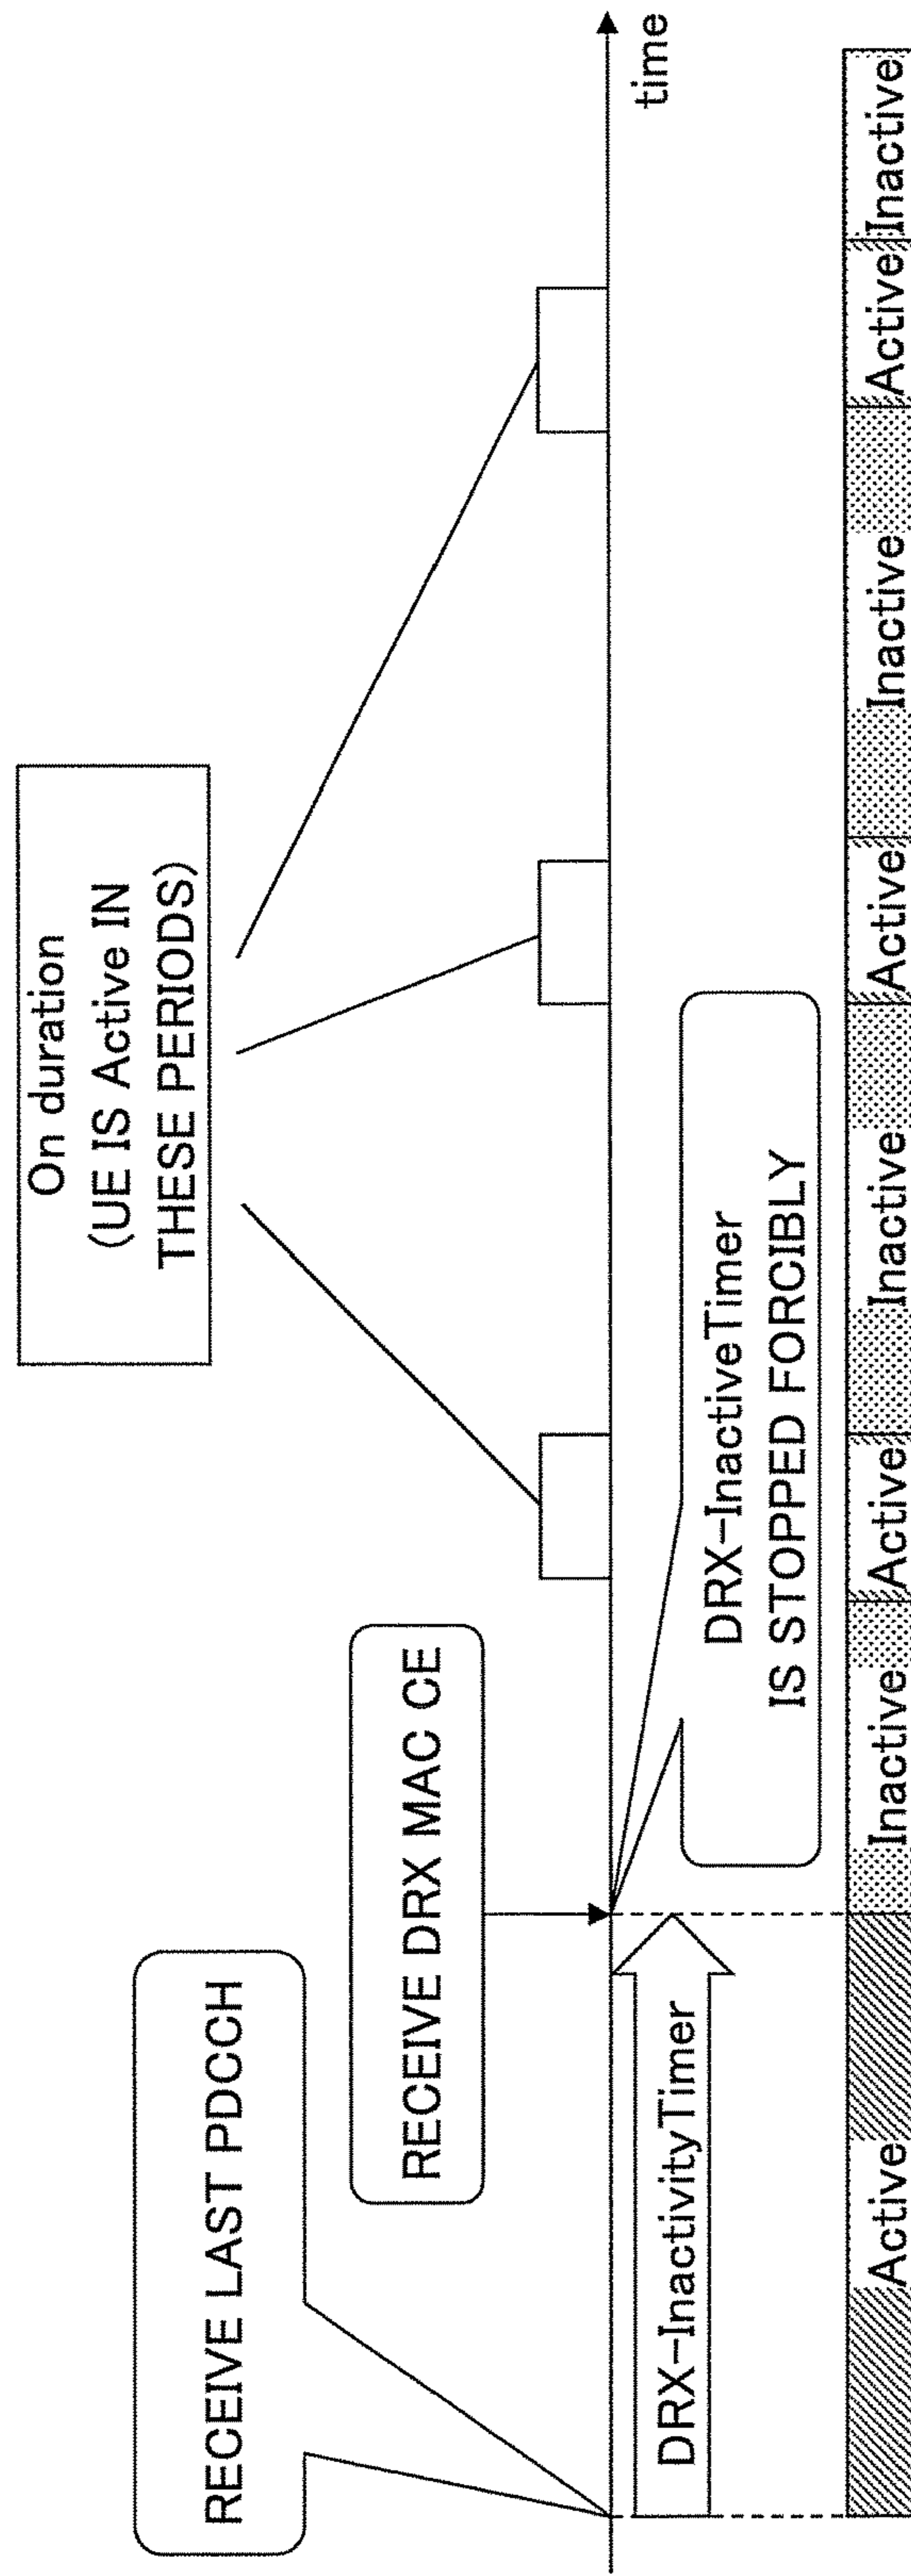 On duration
(UE IS Active IN
THESE PERIODS)
RECEIVE LAST PDCCH
RECEIVE DRX MAC CE
time
DRX-InactivityTimer
DRX-InactiveTimer
IS STOPPED FORCIBLY
Active
Inactive
Active
Inactive
Active
Inactive
Active
Inactive